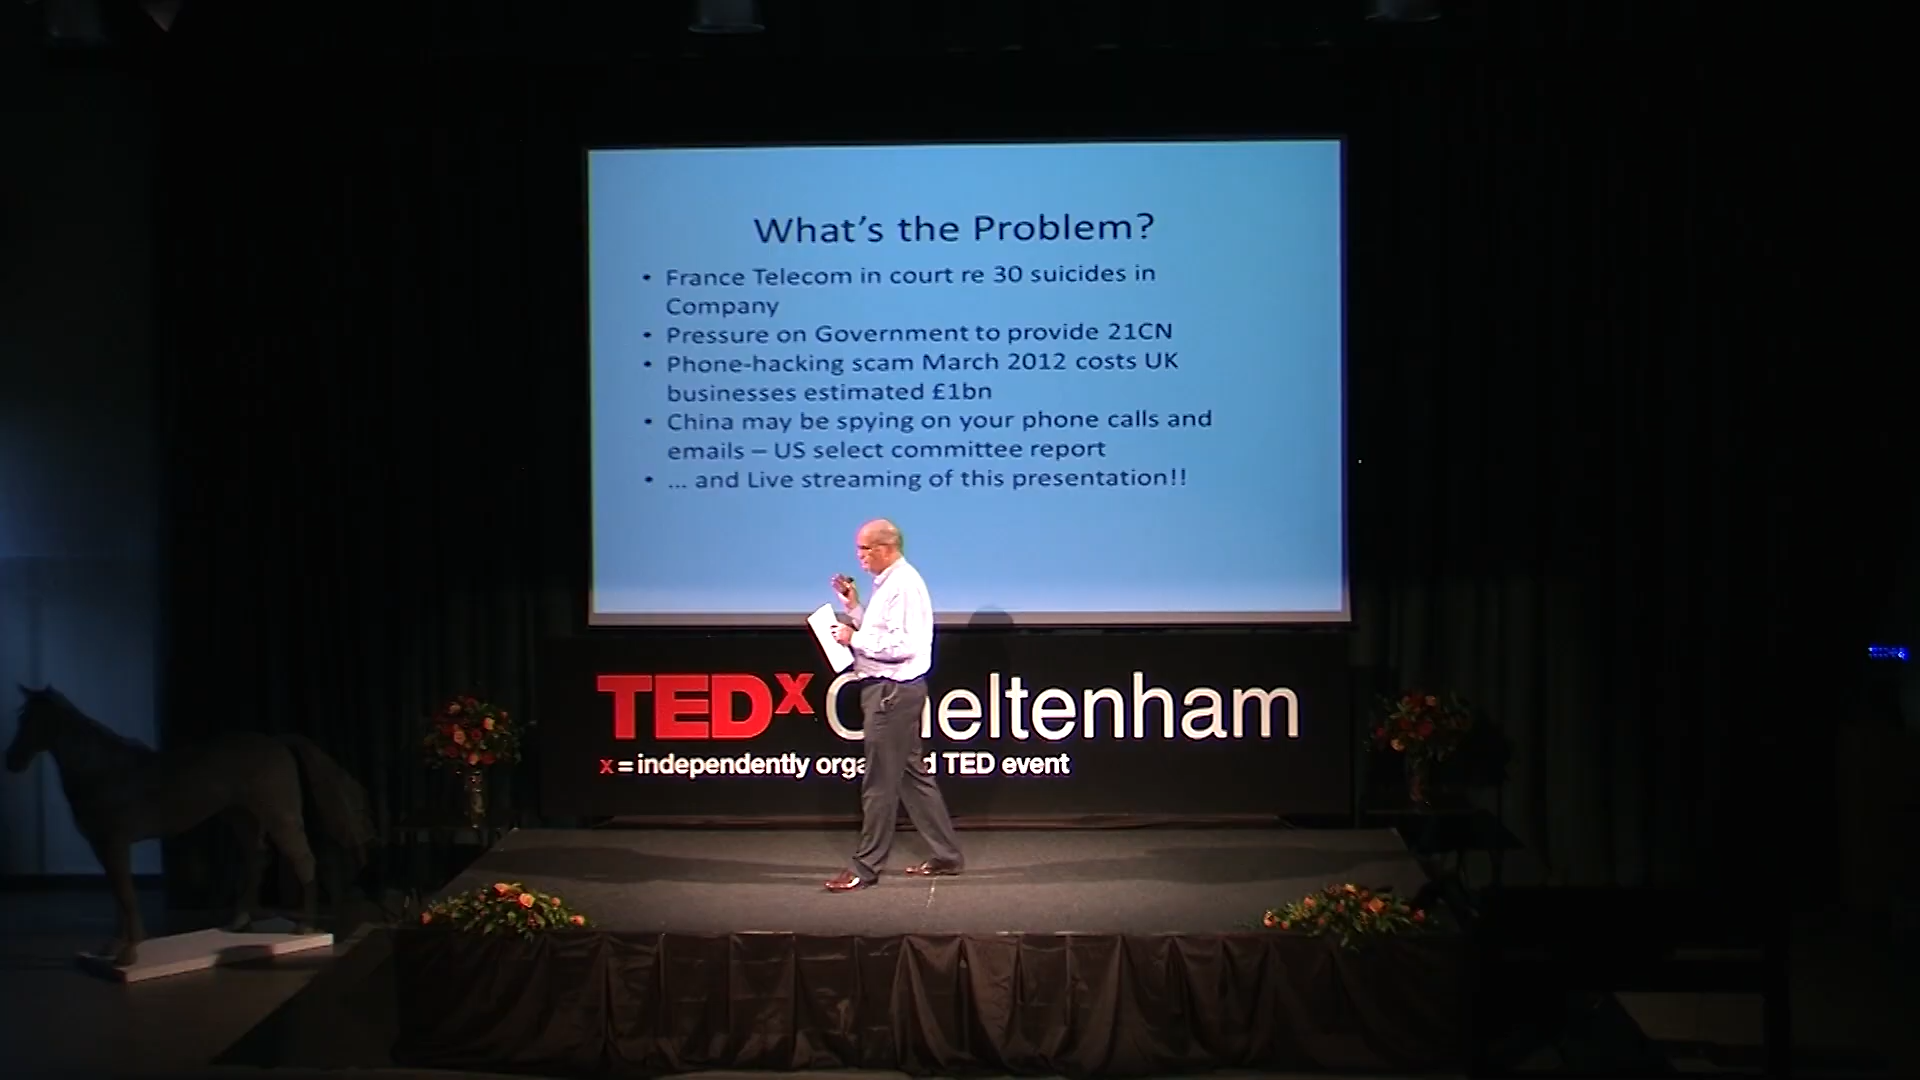 What's the Problem?
• France Telecom in court re 30 suicides in
Company
• Pressure on Government to provide 21CN
• Phone-hacking scam March 2012 costs UK
businesses estimated £1bn
• China may be spying on your phone calls and
emails – US select committee report
• ... and Live streaming of this presentation!!
TEDx Cheltenham
x = independently organised TED event